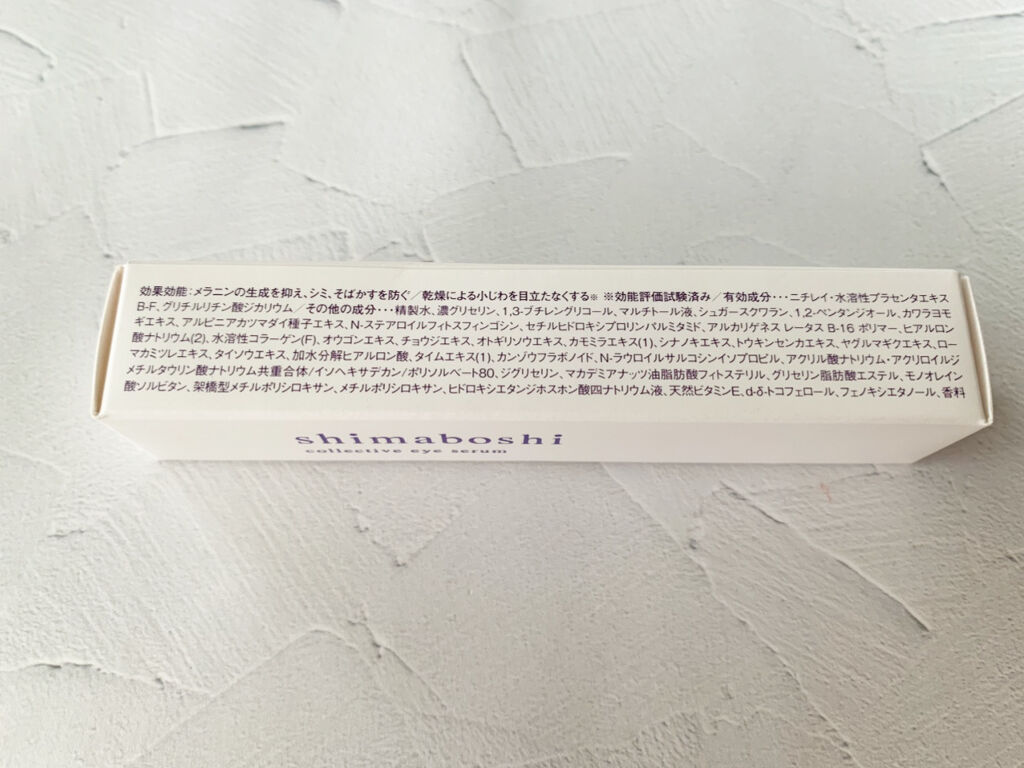 効果効能：メラニンの生成を抑え、シミ、そばかすを防ぐ／乾燥による小じわを目立たなくする※ ※効能評価試験済み／有効成分･･･ニチレイ・水溶性プラセンタエキス
B-F、グリチルリチン酸ジカリウム／その他の成分･･･精製水、濃グリセリン、1,3-ブチレングリコール、マルチトール液、シュガースクワラン、1,2-ペンタンジオール、カワラヨモ
ギエキス、アルピニアカツマダイ種子エキス、N-ステアロイルフィトスフィンゴシン、セチルヒドロキシプロリンパルミタミド、アルカリゲネス レータス B-16 ポリマー、ヒアルロン
酸ナトリウム(2)、水溶性コラーゲン(F)、オウゴンエキス、チョウジエキス、オトギリソウエキス、カモミラエキス(1)、シナノキエキス、トウキンセンカエキス、ヤグルマギクエキス、ロー
マカミツレエキス、タイソウエキス、加水分解ヒアルロン酸、タイムエキス(1)、カンゾウフラボノイド、N-ラウロイルサルコシンイソプロピル、アクリル酸ナトリウム・アクリロイルジ
メチルタウリン酸ナトリウム共重合体/イソヘキサデカン/ポリソルベート80、ジグリセリン、マカデミアナッツ油脂肪酸フィトステリル、グリセリン脂肪酸エステル、モノオレイン
酸ソルビタン、架橋型メチルポリシロキサン、メチルポリシロキサン、ヒドロキシエタンジホスホン酸四ナトリウム液、天然ビタミンE、d-δ-トコフェロール、フェノキシエタノール、香料
shimaboshi
collective eye serum